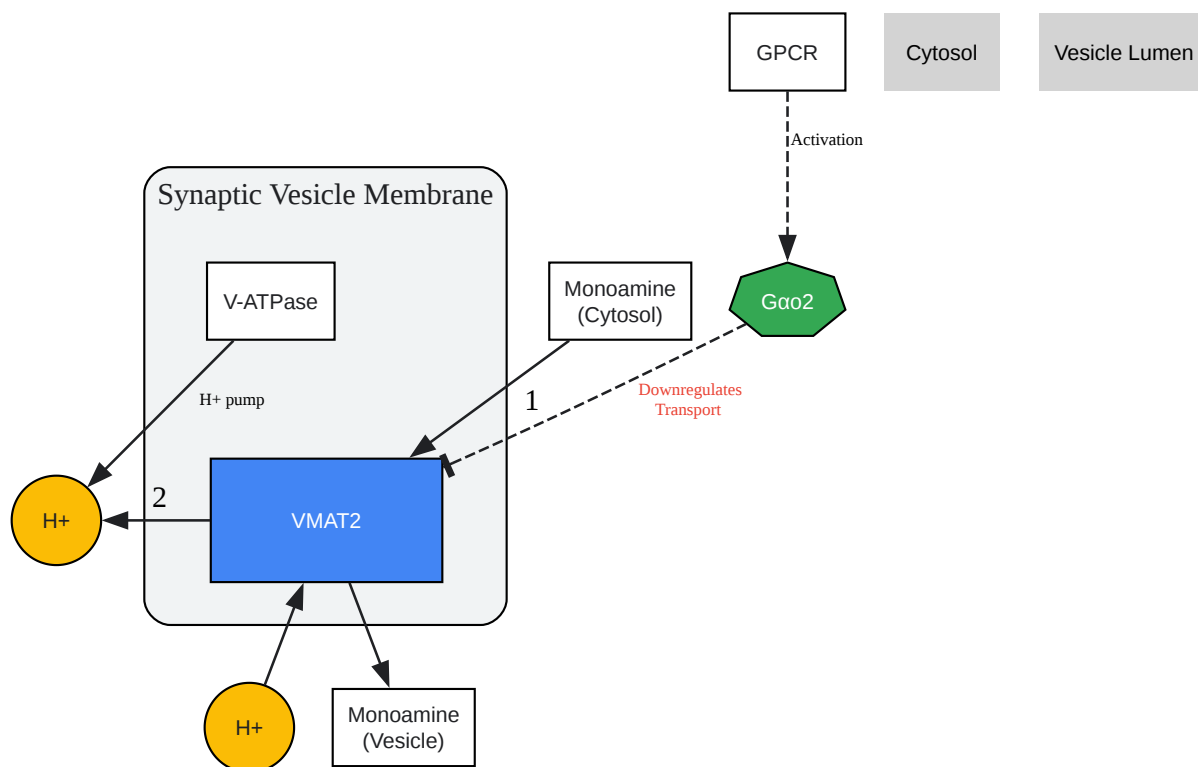 GPCR
Cytosol
Vesicle Lumen
Activation
Synaptic Vesicle Membrane
V-ATPase
Monoamine
(Cytosol)
Gαo2
H+ pump
1
Downregulates
Transport
2
H+
VMAT2
H+
Monoamine
(Vesicle)